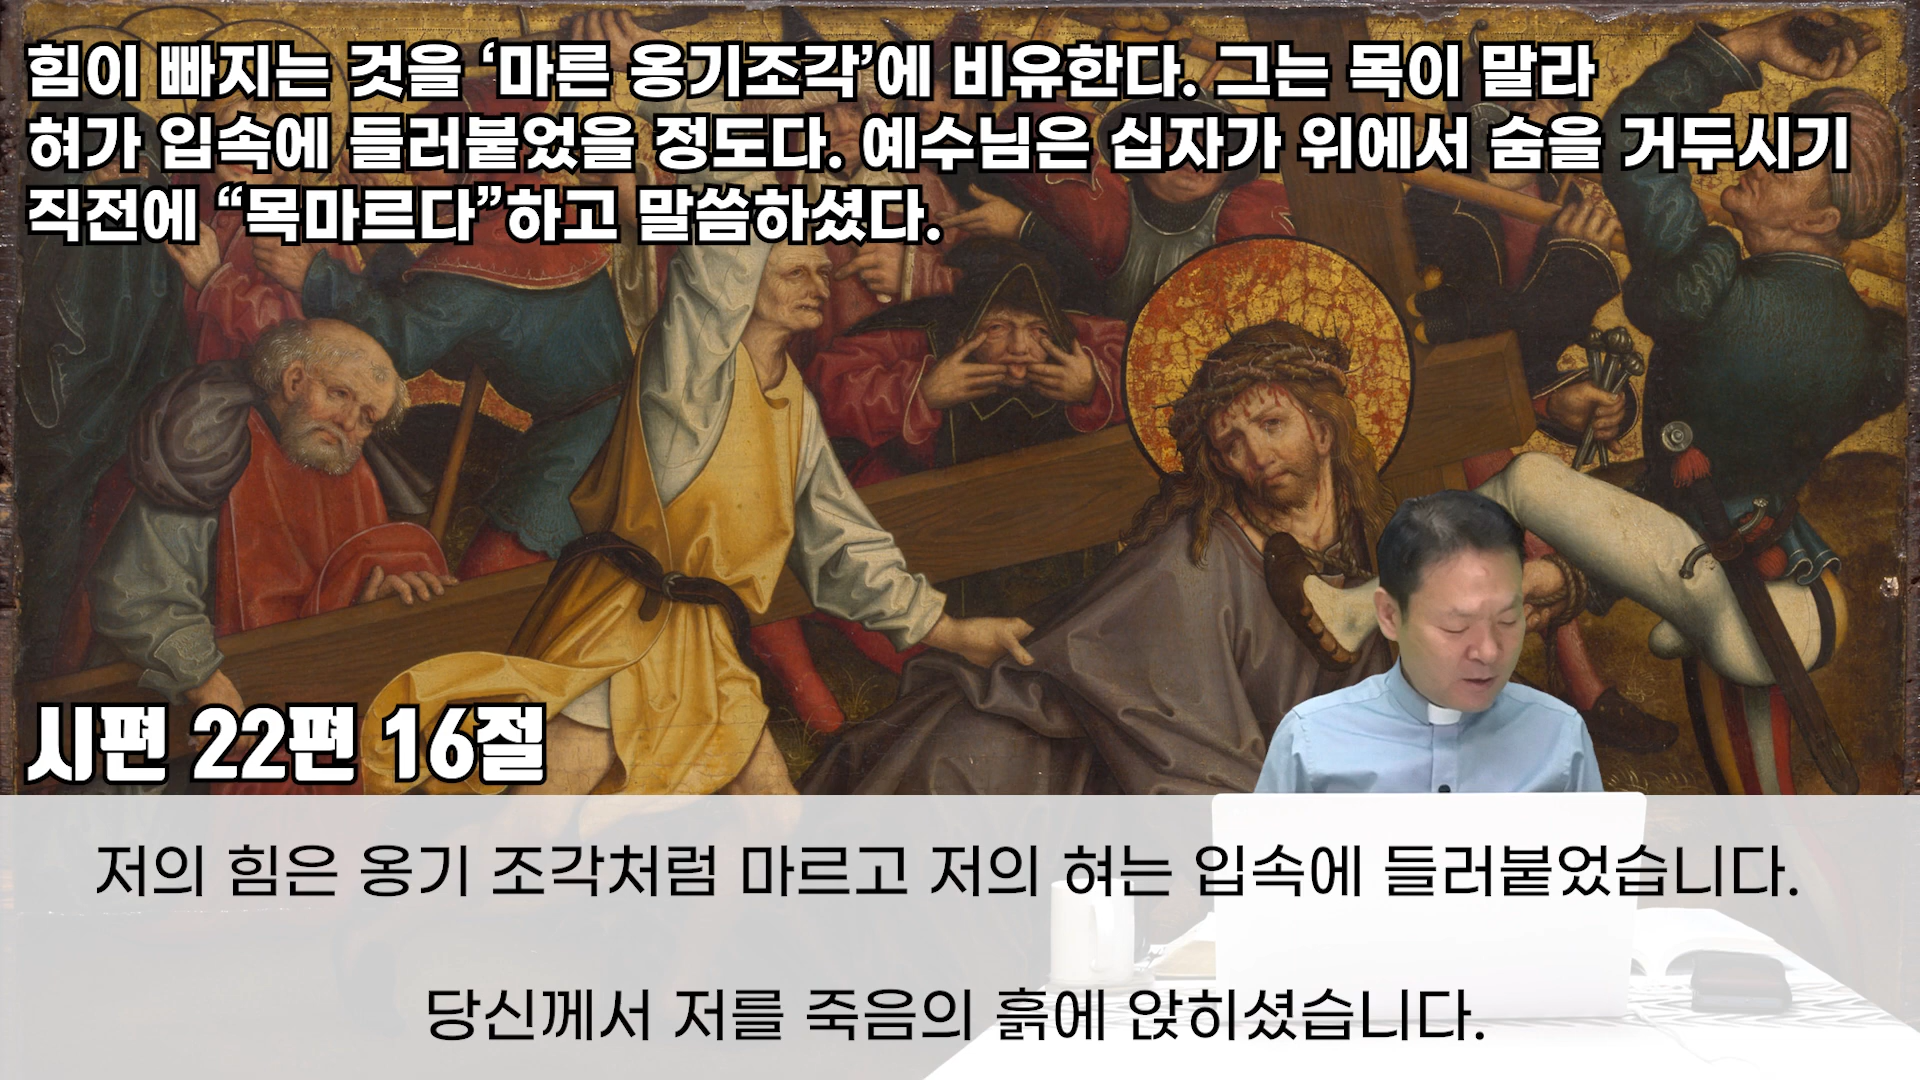 힘이 빠지는 것을 ‘마른 옹기조각’에 비유한다. 그는 목이 말라
혀가 입속에 들러붙었을 정도다. 예수님은 십자가 위에서 숨을 거두시기
직전에 “목마르다”하고 말씀하셨다.
시편 22편 16절
저의 힘은 옹기 조각처럼 마르고 저의 혀는 입속에 들러붙었습니다.
당신께서 저를 죽음의 흙에 앉히셨습니다.